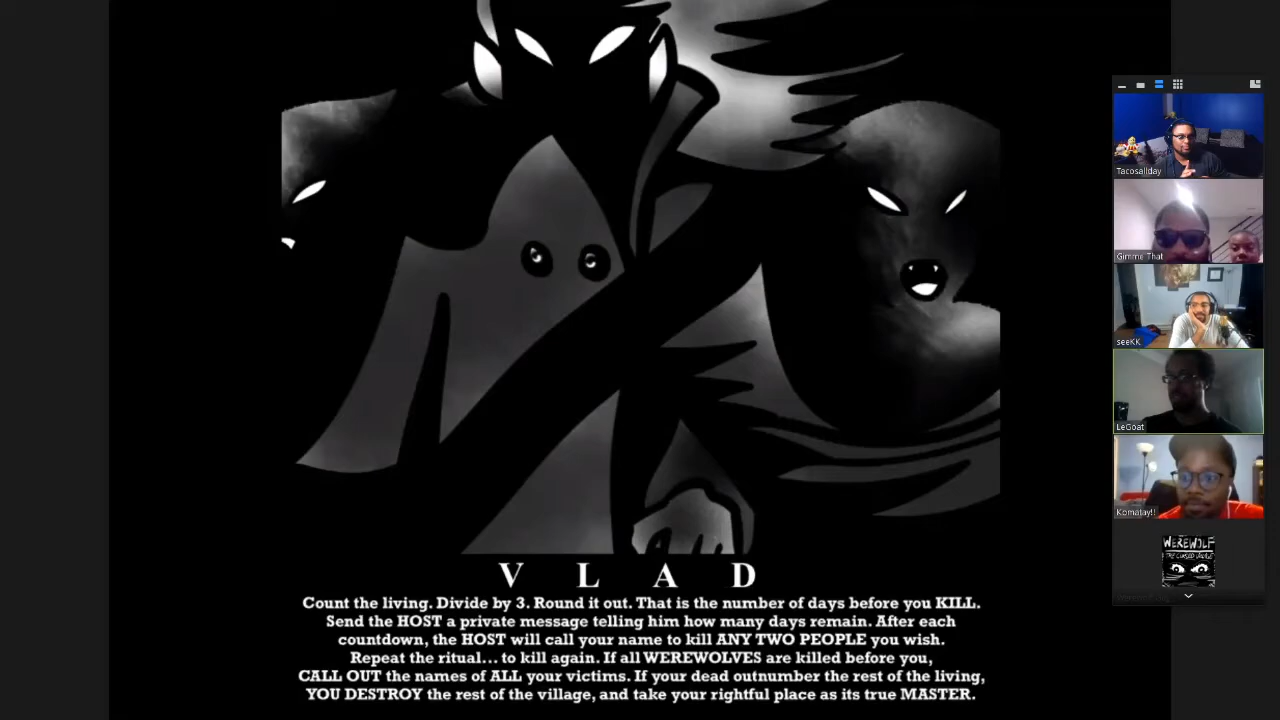 Tacosallday
Gimme That
seeKK
LeGoat
Komatay!!
WEREWOLF
THE CURSED VILLAGE
V L A D
Count the living. Divide by 3. Round it out. That is the number of days before you KILL.
Send the HOST a private message telling him how many days remain. After each
countdown, the HOST will call your name to kill ANY TWO PEOPLE you wish.
Repeat the ritual... to kill again. If all WEREWOLVES are killed before you,
CALL OUT the names of ALL your victims. If your dead outnumber the rest of the living,
YOU DESTROY the rest of the village, and take your rightful place as its true MASTER.